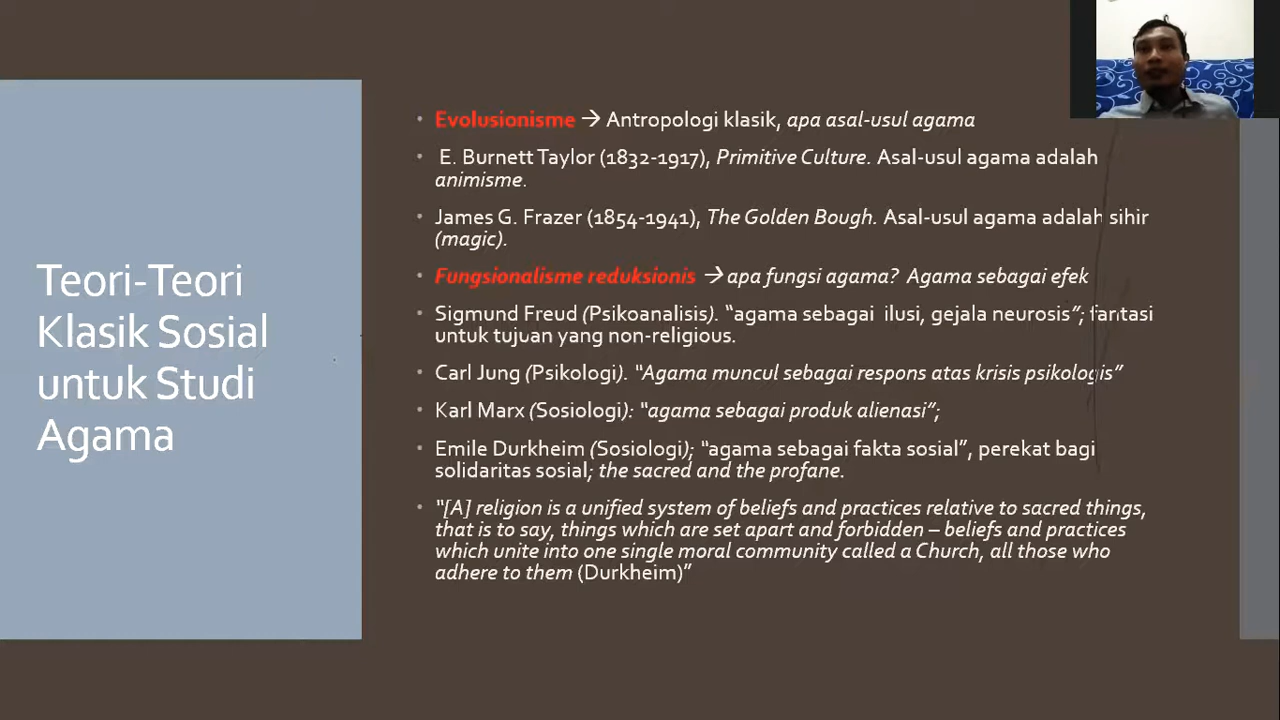 Teori-Teori
Klasik Sosial
untuk Studi
Agama
• Evolusionisme → Antropologi klasik, apa asal-usul agama
• E. Burnett Taylor (1832-1917), Primitive Culture. Asal-usul agama adalah
animisme.
• James G. Frazer (1854-1941), The Golden Bough. Asal-usul agama adalah sihir
(magic).
• Fungsionalisme reduksionis → apa fungsi agama? Agama sebagai efek
• Sigmund Freud (Psikoanalisis). “agama sebagai ilusi, gejala neurosis”; fantasi
untuk tujuan yang non-religious.
• Carl Jung (Psikologi). “Agama muncul sebagai respons atas krisis psikologis”
• Karl Marx (Sosiologi): “agama sebagai produk alienasi”;
• Emile Durkheim (Sosiologi); “agama sebagai fakta sosial”, perekat bagi
solidaritas sosial; the sacred and the profane.
• “[A] religion is a unified system of beliefs and practices relative to sacred things,
that is to say, things which are set apart and forbidden – beliefs and practices
which unite into one single moral community called a Church, all those who
adhere to them (Durkheim)”